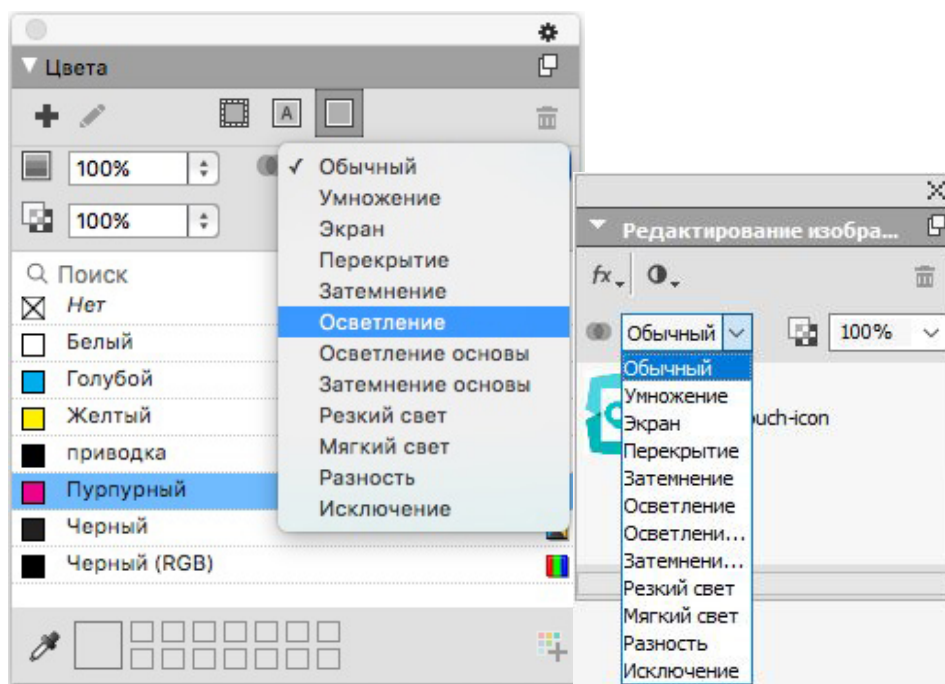 Цвета
A
100%
100%
Поиск
Нет
Белый
Голубой
Желтый
приводка
Пурпурный
Черный
Черный (RGB)
✓ Обычный
Умножение
Экран
Перекрытие
Затемнение
Осветление
Осветление основы
Затемнение основы
Резкий свет
Мягкий свет
Разность
Исключение
Редактирование изобра...
fx
Обычный
100%
uch-icon
Обычный
Умножение
Экран
Перекрытие
Затемнение
Осветление
Осветлени...
Затемнени...
Резкий свет
Мягкий свет
Разность
Исключение